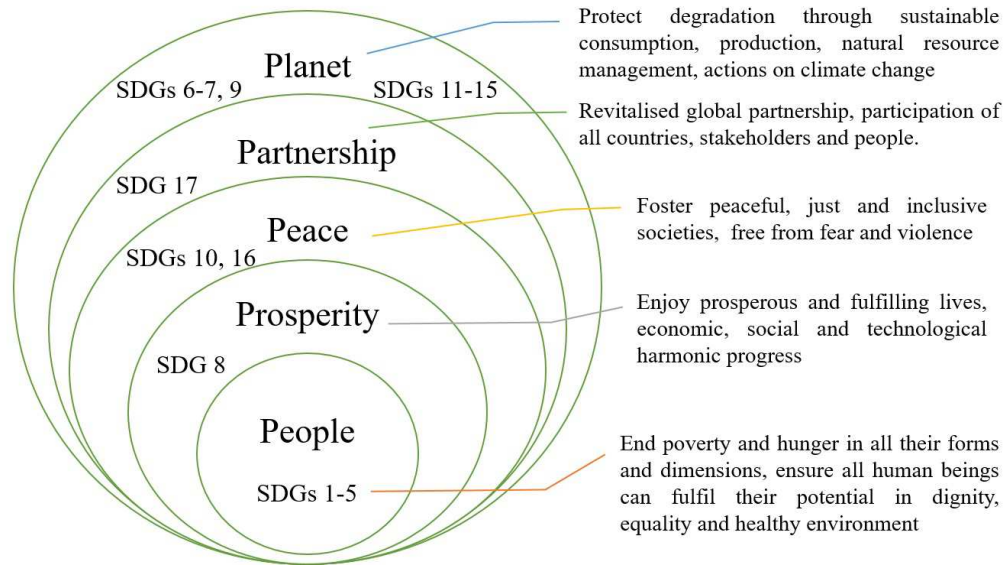 Planet
SDGs 6-7, 9
SDGs 11-15
Protect degradation through sustainable
consumption, production, natural resource
management, actions on climate change
Partnership
SDG 17
Revitalised global partnership, participation of
all countries, stakeholders and people.
Peace
SDGs 10, 16
Foster peaceful, just and inclusive
societies, free from fear and violence
Prosperity
SDG 8
Enjoy prosperous and fulfilling lives,
economic, social and technological
harmonic progress
People
SDGs 1-5
End poverty and hunger in all their forms
and dimensions, ensure all human beings
can fulfil their potential in dignity,
equality and healthy environment